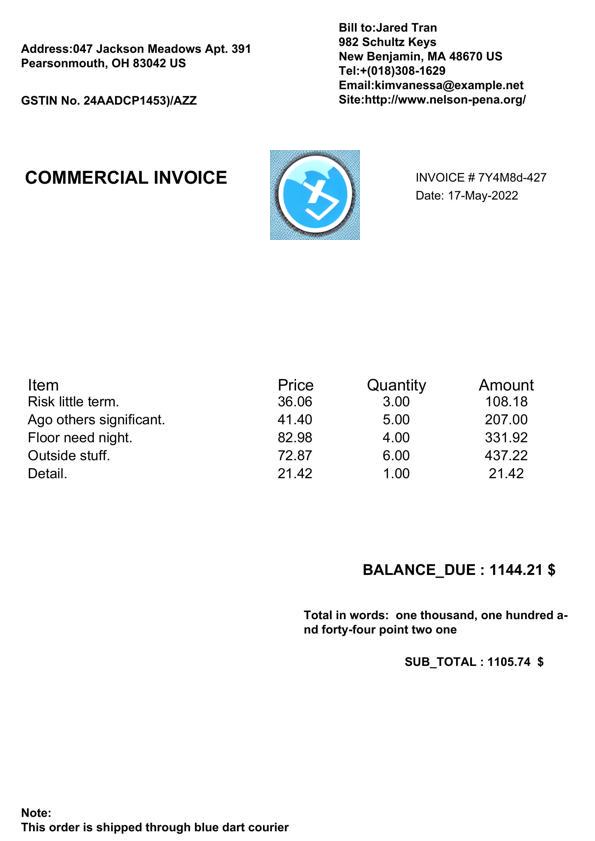 Address:047 Jackson Meadows Apt. 391
Pearsonmouth, OH 83042 US
GSTIN No. 24AADCP1453)/AZZ
Bill to:Jared Tran
982 Schultz Keys
New Benjamin, MA 48670 US
Tel:+(018)308-1629
Email:kimvanessa@example.net
Site:http://www.nelson-pena.org/
COMMERCIAL INVOICE
INVOICE # 7Y4M8d-427
Date: 17-May-2022
Item Price Quantity Amount
Risk little term. 36.06 3.00 108.18
Ago others significant. 41.40 5.00 207.00
Floor need night. 82.98 4.00 331.92
Outside stuff. 72.87 6.00 437.22
Detail. 21.42 1.00 21.42
BALANCE_DUE : 1144.21 $
Total in words:  one thousand, one hundred a-
nd forty-four point two one
SUB_TOTAL : 1105.74  $
Note:
This order is shipped through blue dart courier